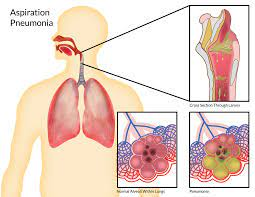 Aspiration
Pneumonia
Cross Section Through Larynx
Normal Alveoli Within Lungs
Pneumonia